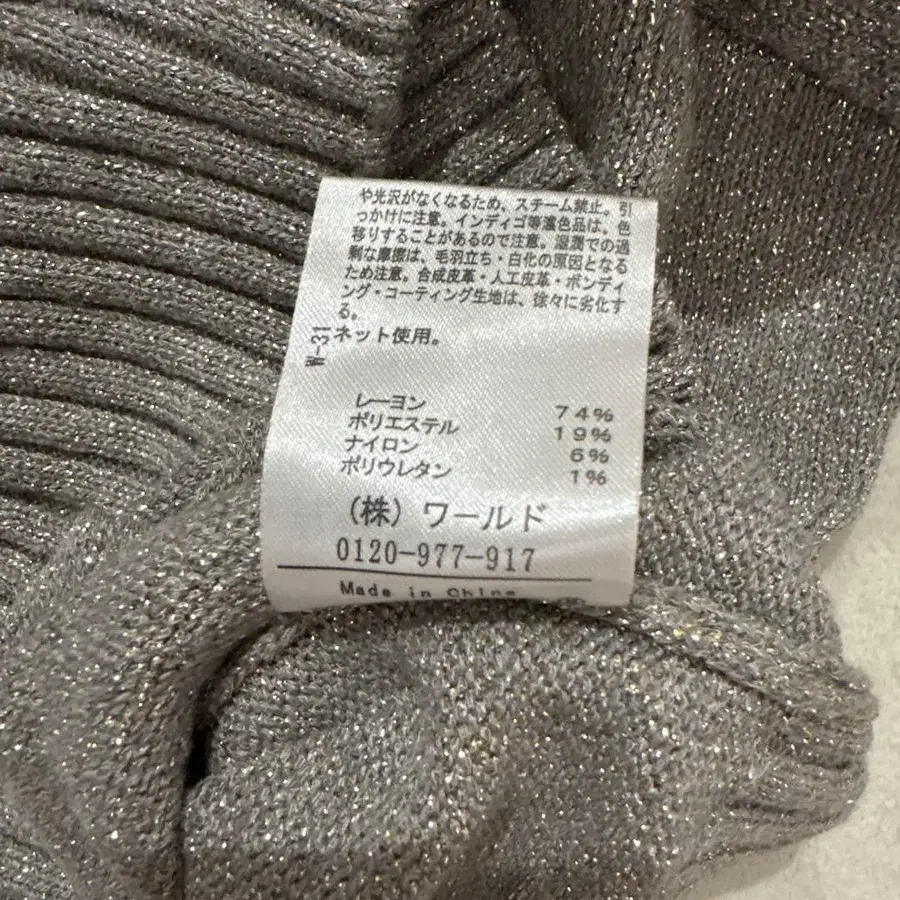 や光沢がなくなるため、スチーム禁止。引
っかけに注意。インディゴ等濃色品は、色
移りすることがあるので注意。湿潤での過
剰な摩擦は、毛羽立ち・白化の原因となる
ため注意。合成皮革・人工皮革・ボンディ
ング・コーティング生地は、徐々に劣化す
る。
ネット使用。
W-31
レーヨン 74%
ポリエステル 19%
ナイロン 6%
ポリウレタン 1%
(株) ワールド
0120-977-917
Made in China